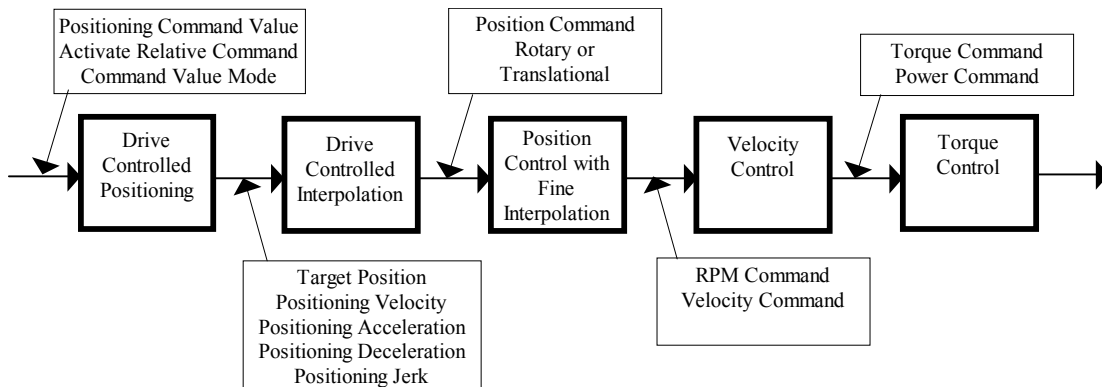 Positioning Command Value
Activate Relative Command
Command Value Mode
Position Command
Rotary or
Translational
Torque Command
Power Command
Drive
Controlled
Positioning
Drive
Controlled
Interpolation
Position
Control with
Fine
Interpolation
Velocity
Control
Torque
Control
Target Position
Positioning Velocity
Positioning Acceleration
Positioning Deceleration
Positioning Jerk
RPM Command
Velocity Command